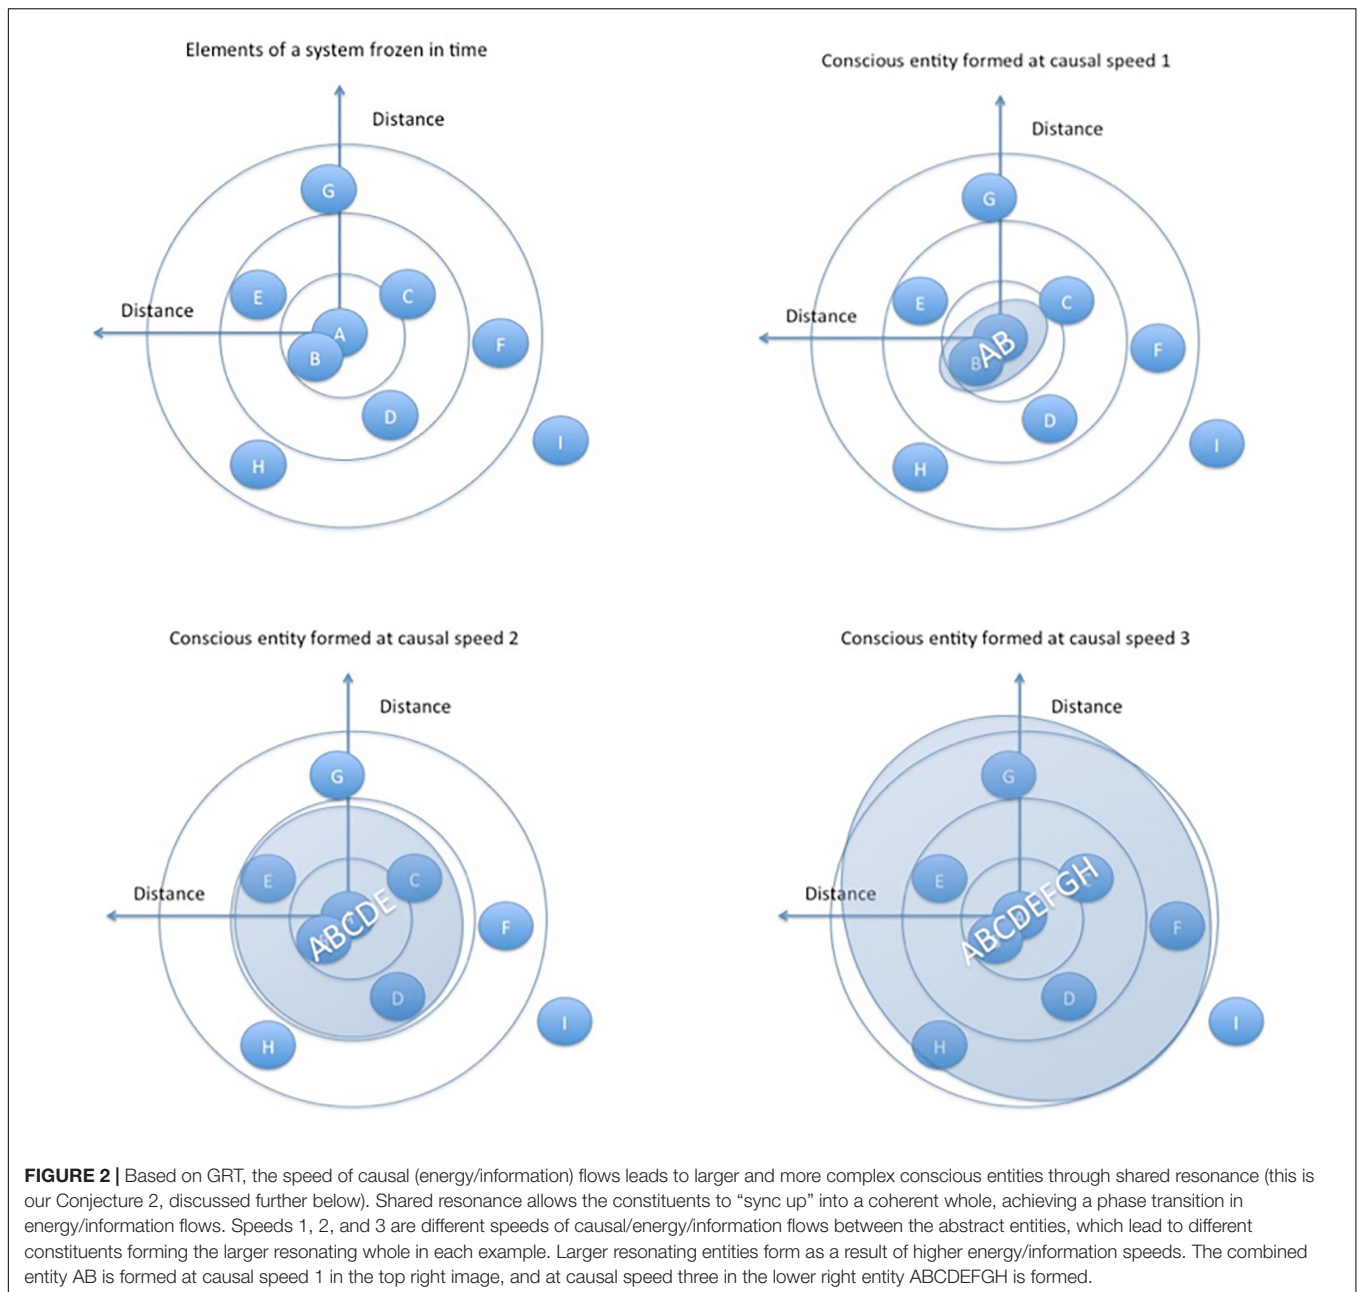 Elements of a system frozen in time
Distance
G
E
C
Distance
A
B
F
D
I
H
Conscious entity formed at causal speed 1
Distance
G
E
C
Distance
AB
B
F
D
I
H
Conscious entity formed at causal speed 2
Distance
G
E
C
Distance
ABCDE
F
D
I
H
Conscious entity formed at causal speed 3
Distance
G
E
Distance
ABCDEFGH
F
D
I
H
FIGURE 2 | Based on GRT, the speed of causal (energy/information) flows leads to larger and more complex conscious entities through shared resonance (this is
our Conjecture 2, discussed further below). Shared resonance allows the constituents to “sync up” into a coherent whole, achieving a phase transition in
energy/information flows. Speeds 1, 2, and 3 are different speeds of causal/energy/information flows between the abstract entities, which lead to different
constituents forming the larger resonating whole in each example. Larger resonating entities form as a result of higher energy/information speeds. The combined
entity AB is formed at causal speed 1 in the top right image, and at causal speed three in the lower right entity ABCDEFGH is formed.